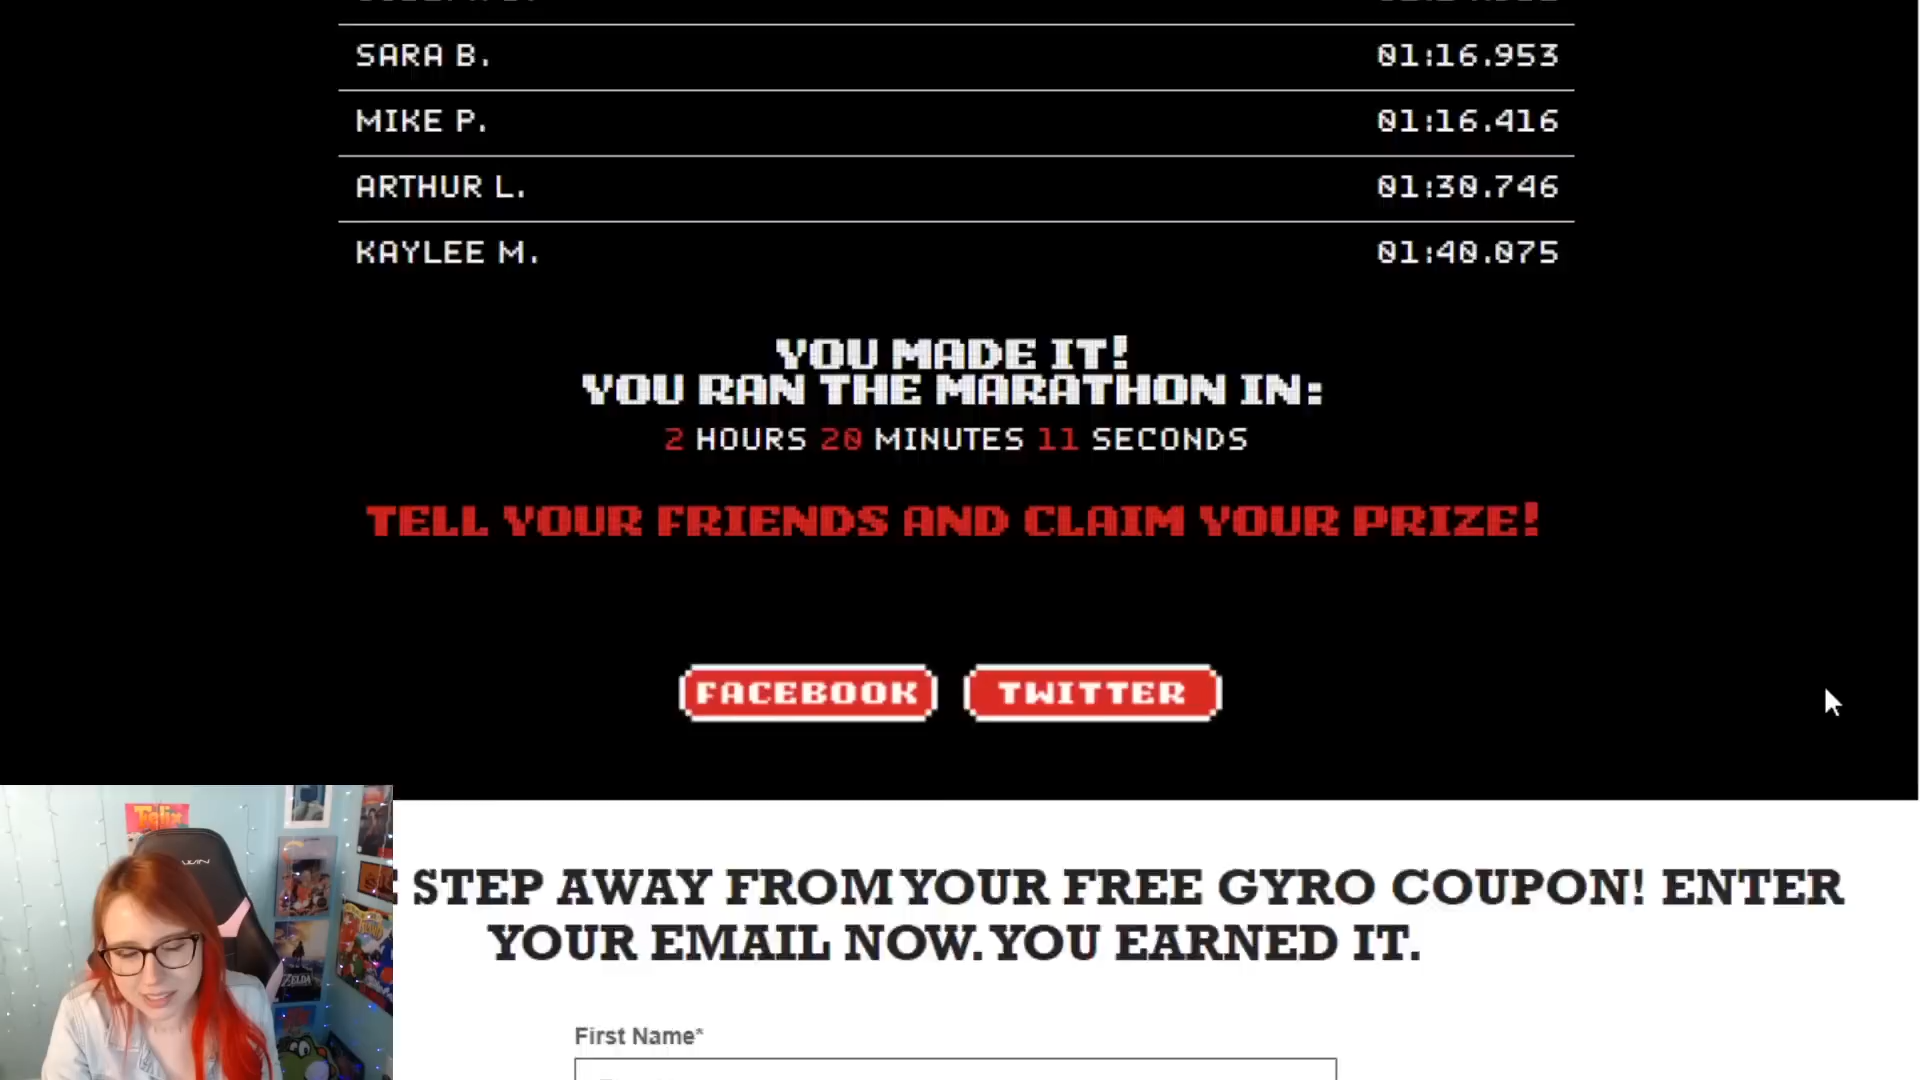 SARA B. 01:16.953
MIKE P. 01:16.416
ARTHUR L. 01:30.746
KAYLEE M. 01:40.075
YOU MADE IT!
YOU RAN THE MARATHON IN:
2 HOURS 20 MINUTES 11 SECONDS
TELL YOUR FRIENDS AND CLAIM YOUR PRIZE!
FACEBOOK TWITTER
Felix
ZELDA
STEP AWAY FROM YOUR FREE GYRO COUPON! ENTER
YOUR EMAIL NOW. YOU EARNED IT.
First Name*